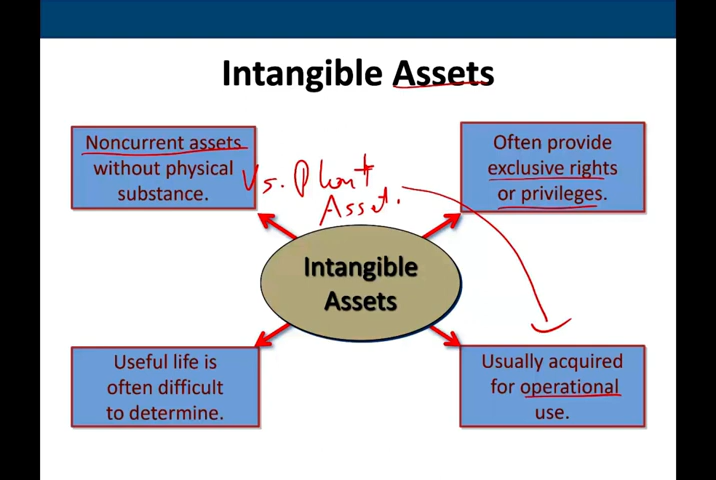 Intangible Assets
Noncurrent assets
without physical
substance.
Often provide
exclusive rights
or privileges.
Vs. Plant
Asset.
Intangible
Assets
Useful life is
often difficult
to determine.
Usually acquired
for operational
use.